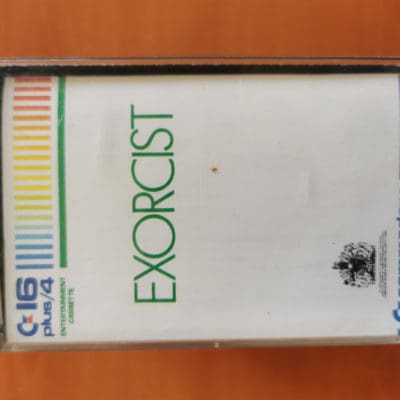 C16
plus/4
ENTERTAINMENT
CASSETTE
EXORCIST